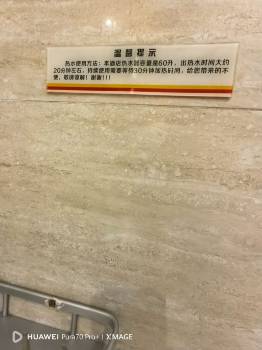 温馨提示
热水使用方法:本酒店热水器容量是60升,出热水时间大约
20分钟左右,持续使用需要等待30分钟加热时间,给您带来的不
便,敬请谅解!谢谢!!!
HUAWEI Pura70 Pro+ | XMAGE